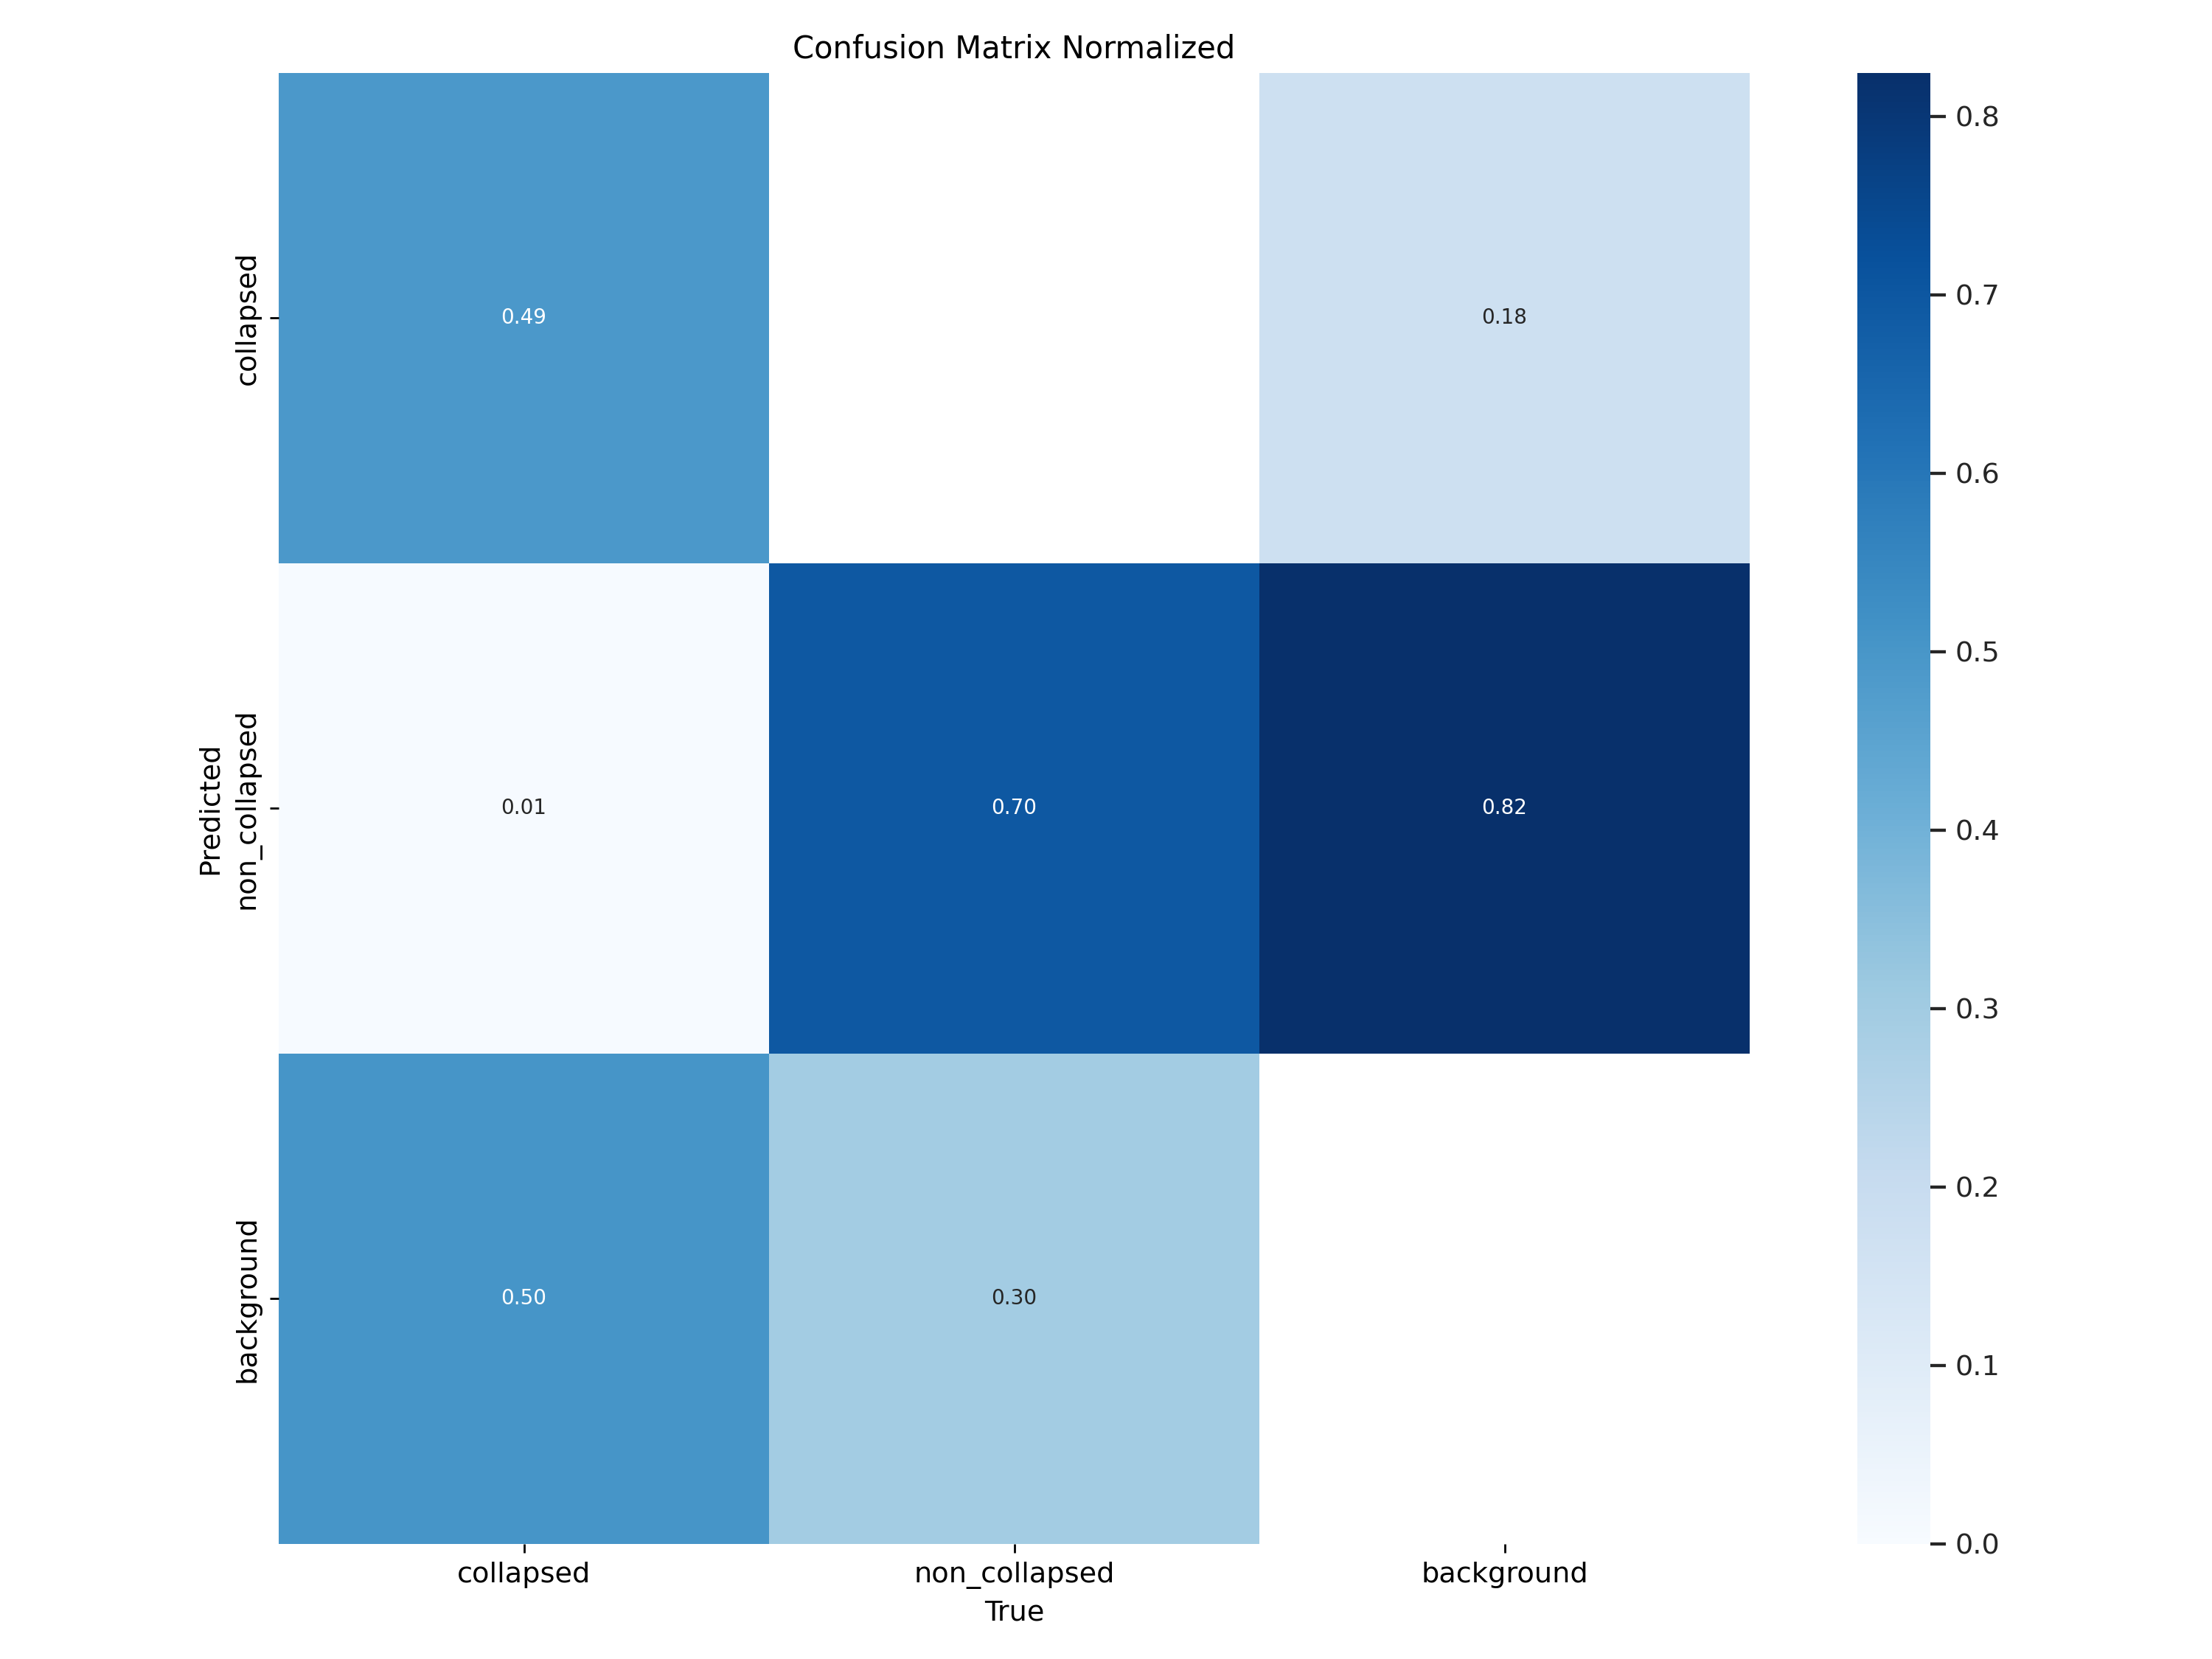 Confusion Matrix Normalized
collapsed
0.49
0.18
0.8
0.7
0.6
0.5
Predicted
non_collapsed
0.01
0.70
0.82
0.4
0.3
background
0.50
0.30
0.2
0.1
0.0
collapsed
non_collapsed
background
True